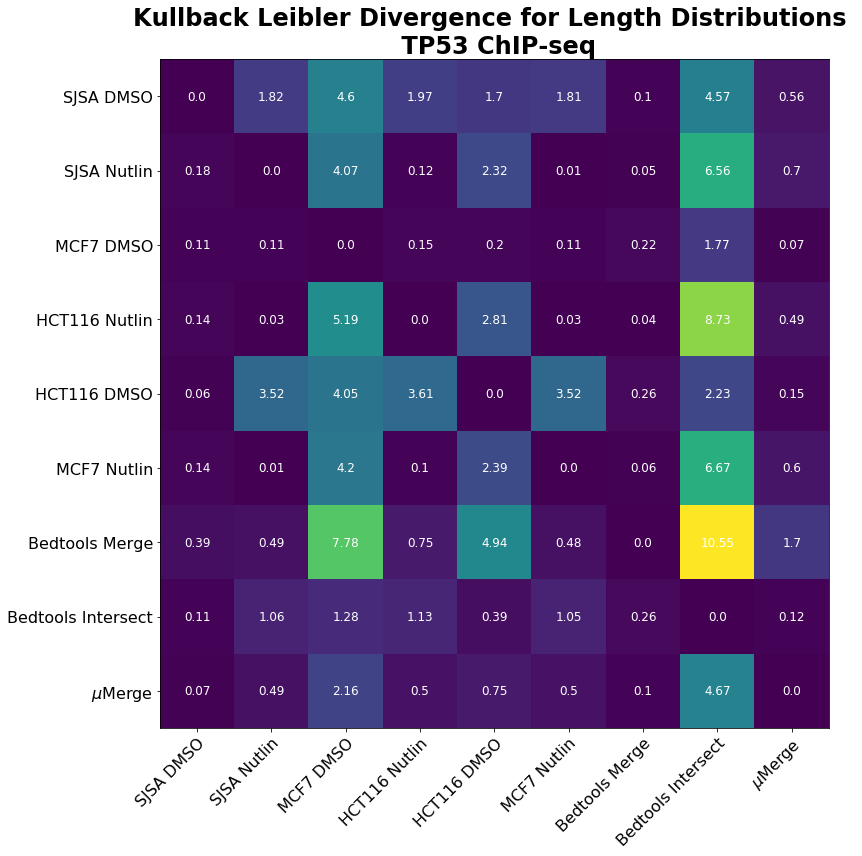 Kullback Leibler Divergence for Length Distributions
TP53 ChIP-seq
SJSA DMSO 0.0 1.82 4.6 1.97 1.7 1.81 0.1 4.57 0.56
SJSA Nutlin 0.18 0.0 4.07 0.12 2.32 0.01 0.05 6.56 0.7
MCF7 DMSO 0.11 0.11 0.0 0.15 0.2 0.11 0.22 1.77 0.07
HCT116 Nutlin 0.14 0.03 5.19 0.0 2.81 0.03 0.04 8.73 0.49
HCT116 DMSO 0.06 3.52 4.05 3.61 0.0 3.52 0.26 2.23 0.15
MCF7 Nutlin 0.14 0.01 4.2 0.1 2.39 0.0 0.06 6.67 0.6
Bedtools Merge 0.39 0.49 7.78 0.75 4.94 0.48 0.0 10.55 1.7
Bedtools Intersect 0.11 1.06 1.28 1.13 0.39 1.05 0.26 0.0 0.12
μMerge 0.07 0.49 2.16 0.5 0.75 0.5 0.1 4.67 0.0
SJSA DMSO
SJSA Nutlin
MCF7 DMSO
HCT116 Nutlin
HCT116 DMSO
MCF7 Nutlin
Bedtools Merge
Bedtools Intersect
μMerge